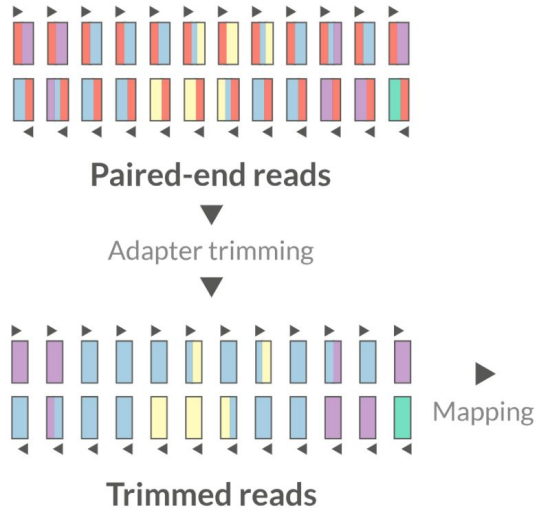 Paired-end reads
Adapter trimming
Mapping
Trimmed reads